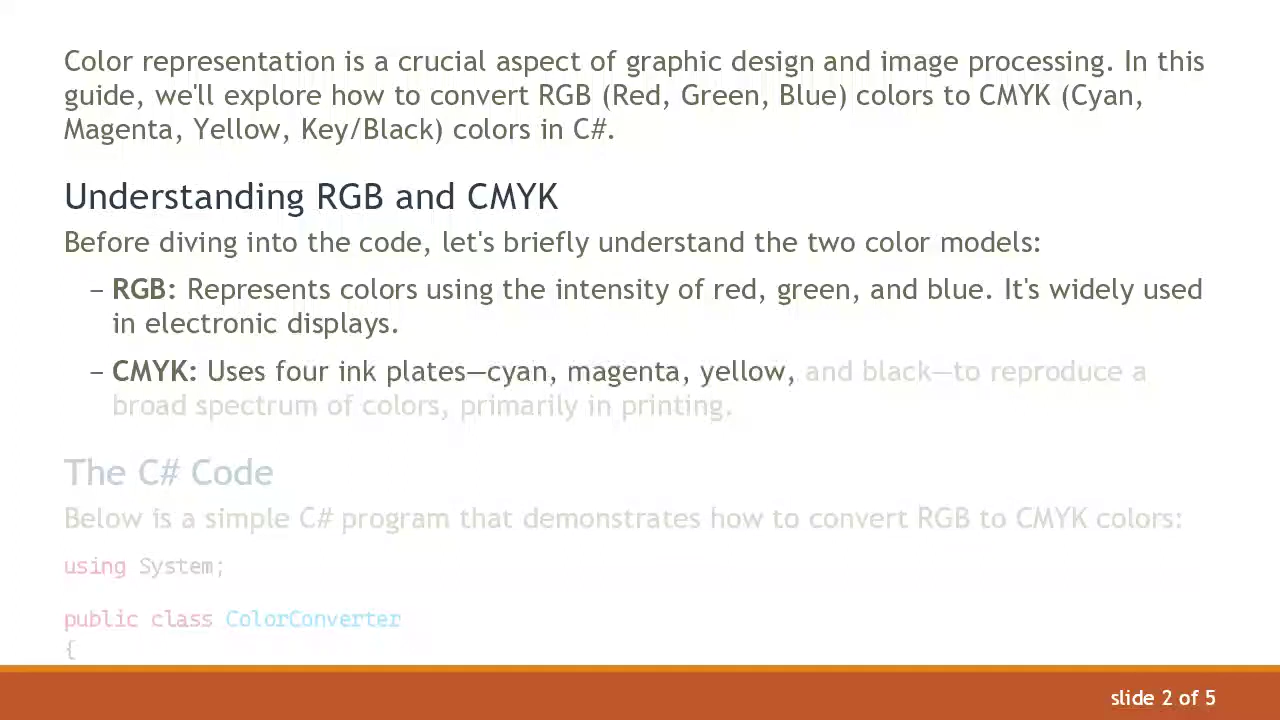 Color representation is a crucial aspect of graphic design and image processing. In this
guide, we'll explore how to convert RGB (Red, Green, Blue) colors to CMYK (Cyan,
Magenta, Yellow, Key/Black) colors in C#.
Understanding RGB and CMYK
Before diving into the code, let's briefly understand the two color models:
– RGB: Represents colors using the intensity of red, green, and blue. It's widely used
in electronic displays.
– CMYK: Uses four ink plates—cyan, magenta, yellow, and black—to reproduce a
broad spectrum of colors, primarily in printing.
The C# Code
Below is a simple C# program that demonstrates how to convert RGB to CMYK colors:
using System;
public class ColorConverter
{
slide 2 of 5